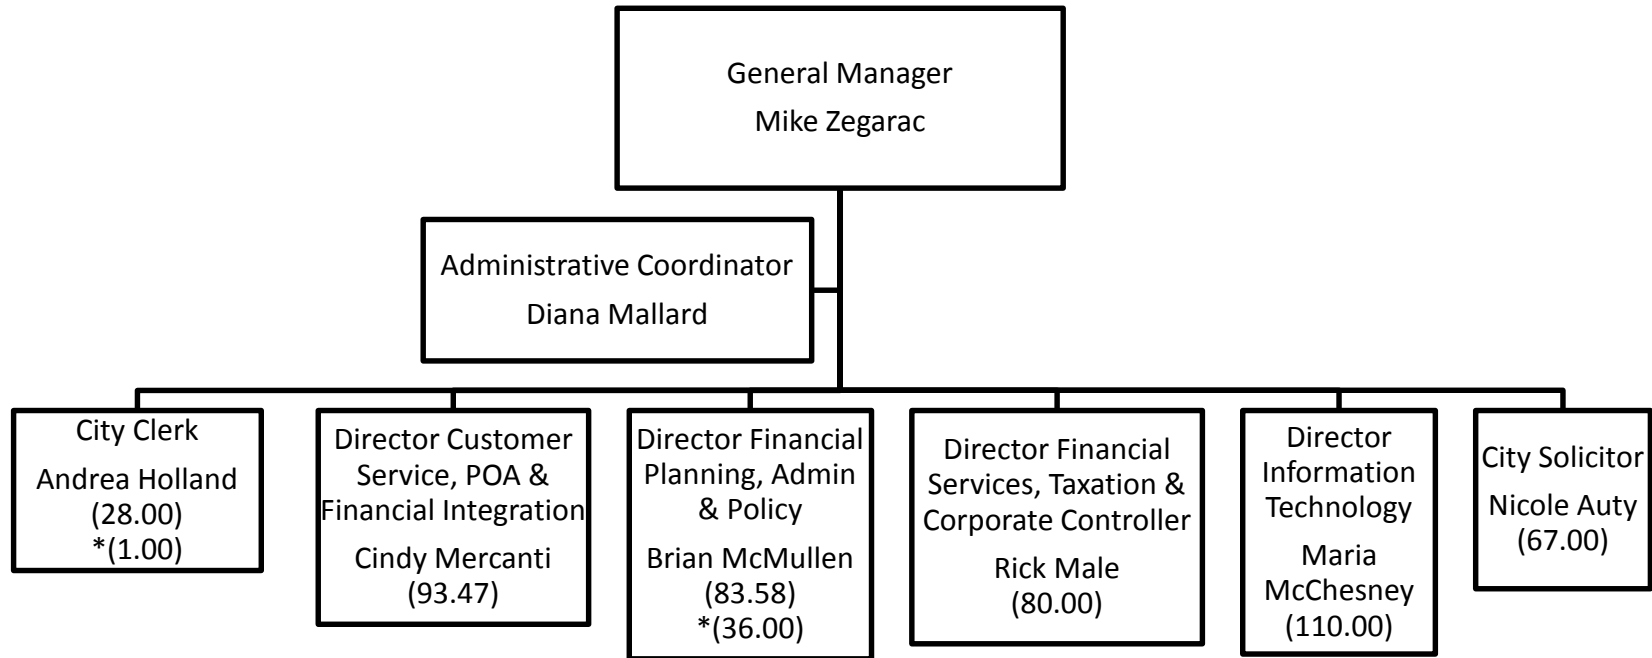 General Manager
Mike Zegarac
Administrative Coordinator
Diana Mallard
City Clerk
Andrea Holland
(28.00)
*(1.00)
Director Customer
Service, POA &
Financial Integration
Cindy Mercanti
(93.47)
Director Financial
Planning, Admin
& Policy
Brian McMullen
(83.58)
*(36.00)
Director Financial
Services, Taxation &
Corporate Controller
Rick Male
(80.00)
Director
Information
Technology
Maria
McChesney
(110.00)
City Solicitor
Nicole Auty
(67.00)